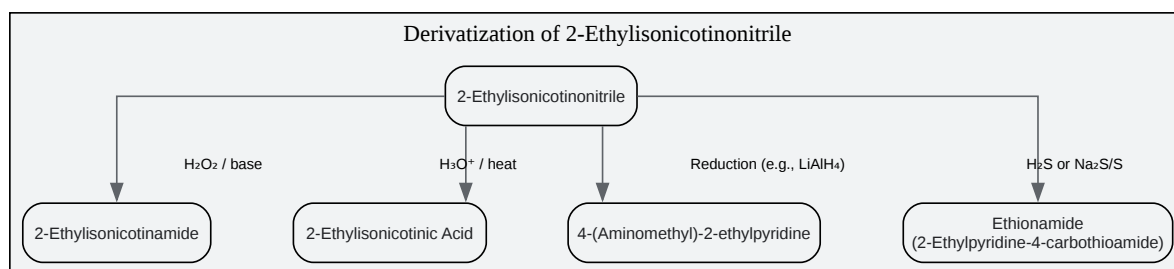 Derivatization of 2-Ethylisonicotinonitrile
2-Ethylisonicotinonitrile
H₂O₂ / base
H₃O⁺ / heat
Reduction (e.g., LiAlH₄)
H₂S or Na₂S/S
2-Ethylisonicotinamide
2-Ethylisonicotinic Acid
4-(Aminomethyl)-2-ethylpyridine
Ethionamide
(2-Ethylpyridine-4-carbothioamide)